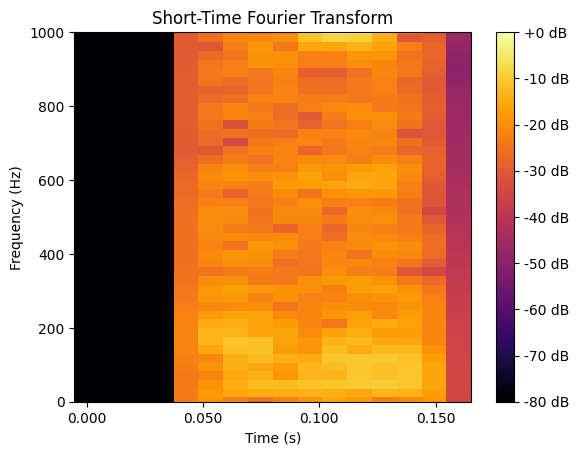 Short-Time Fourier Transform
1000
800
600
400
200
0
Frequency (Hz)
0.000
0.050
0.100
0.150
Time (s)
+0 dB
-10 dB
-20 dB
-30 dB
-40 dB
-50 dB
-60 dB
-70 dB
-80 dB